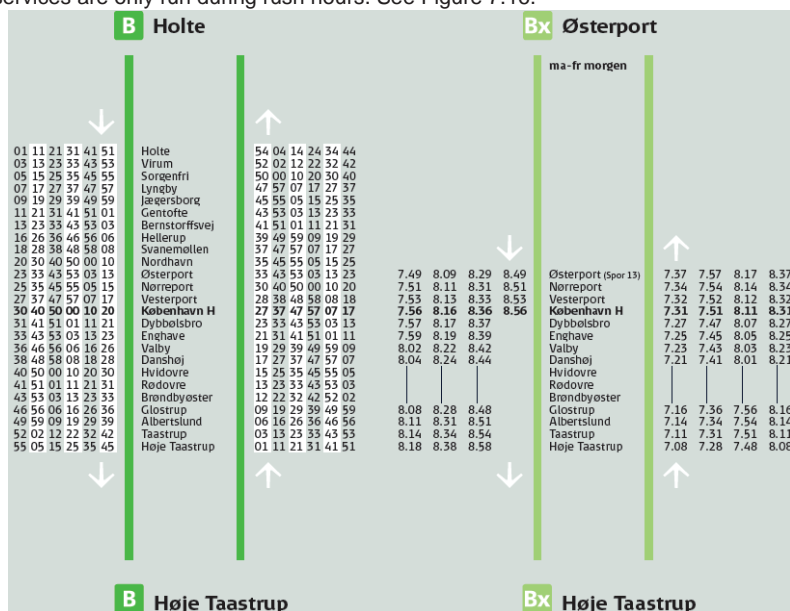 services are only run during rush hours. See Figure 7.16.
B Holte Bx Østerport
ma-fr morgen
01 11 21 31 41 51 Holte 54 04 14 24 34 44
03 13 23 33 43 53 Virum 52 02 12 22 32 42
05 15 25 35 45 55 Sorgenfri 50 00 10 20 30 40
07 17 27 37 47 57 Lyngby 47 57 07 17 27 37
09 19 29 39 49 59 Jægersborg 45 55 05 15 25 35
11 21 31 41 51 01 Gentofte 43 53 03 13 23 33
13 23 33 43 53 03 Bernstorffsvej 41 51 01 11 21 31
16 26 36 46 56 06 Hellerup 39 49 59 09 19 29
18 28 38 48 58 08 Svanemøllen 37 47 57 07 17 27
20 30 40 50 00 10 Nordhavn 35 45 55 05 15 25
23 33 43 53 03 13 Østerport 33 43 53 03 13 23 7.49 8.09 8.29 8.49 Østerport (Spor 13) 7.37 7.57 8.17 8.37
25 35 45 55 05 15 Nørreport 30 40 50 00 10 20 7.51 8.11 8.31 8.51 Nørreport 7.34 7.54 8.14 8.34
27 37 47 57 07 17 Vesterport 28 38 48 58 08 18 7.53 8.13 8.33 8.53 Vesterport 7.32 7.52 8.12 8.32
30 40 50 00 10 20 København H 27 37 47 57 07 17 7.56 8.16 8.36 8.56 København H 7.31 7.51 8.11 8.31
31 41 51 01 11 21 Dybbølsbro 23 33 43 53 03 13 7.57 8.17 8.37 Dybbølsbro 7.27 7.47 8.07 8.27
33 43 53 03 13 23 Enghave 21 31 41 51 01 11 7.59 8.19 8.39 Enghave 7.25 7.45 8.05 8.25
36 46 56 06 16 26 Valby 19 29 39 49 59 09 8.02 8.22 8.42 Valby 7.23 7.43 8.03 8.23
38 48 58 08 18 28 Danshøj 17 27 37 47 57 07 8.04 8.24 8.44 Danshøj 7.21 7.41 8.01 8.21
40 50 00 10 20 30 Hvidovre 15 25 35 45 55 05 Hvidovre
41 51 01 11 21 31 Rødovre 13 23 33 43 53 03 Rødovre
43 53 03 13 23 33 Brøndbyøster 12 22 32 42 52 02 Brøndbyøster
46 56 06 16 26 36 Glostrup 09 19 29 39 49 59 8.08 8.28 8.48 Glostrup 7.16 7.36 7.56 8.16
49 59 09 19 29 39 Albertslund 06 16 26 36 46 56 8.11 8.31 8.51 Albertslund 7.14 7.34 7.54 8.14
52 02 12 22 32 42 Taastrup 03 13 23 33 43 53 8.14 8.34 8.54 Taastrup 7.11 7.31 7.51 8.11
55 05 15 25 35 45 Høje Taastrup 01 11 21 31 41 51 8.18 8.38 8.58 Høje Taastrup 7.08 7.28 7.48 8.08
B Høje Taastrup Bx Høje Taastrup